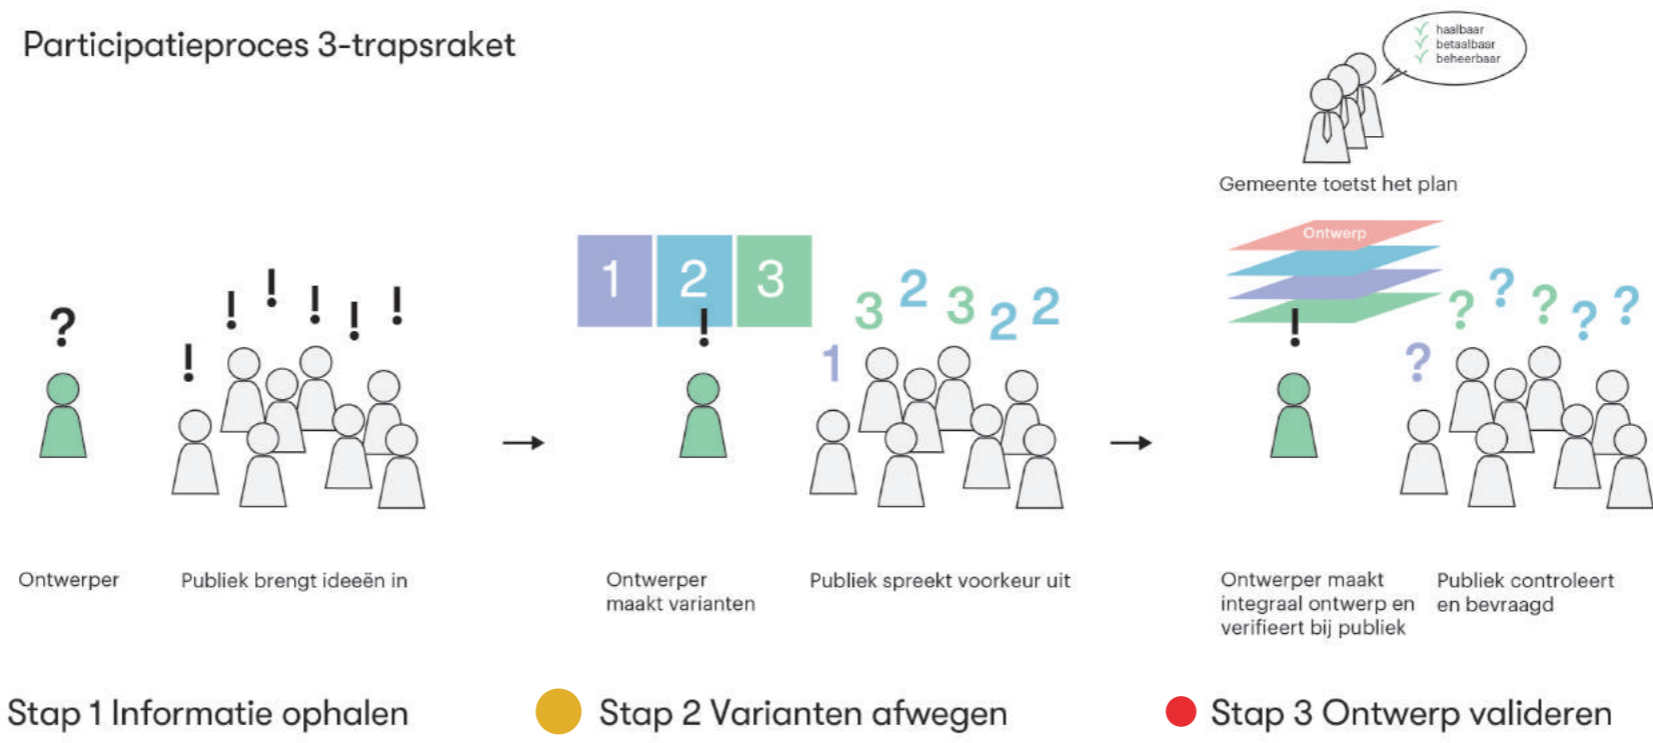 Participatieproces 3-trapsraket
haalbaar
betaalbaar
beheerbaar
Gemeente toetst het plan
Ontwerp
?
! ! ! ! ! !
1 2 3
!
1 3 2 3 2 2
!
? ? ? ? ? ?
Ontwerper
Publiek brengt ideeën in
Ontwerper
maakt varianten
Publiek spreekt voorkeur uit
Ontwerper maakt
integraal ontwerp en
verifieert bij publiek
Publiek controleert
en bevraagd
Stap 1 Informatie ophalen
Stap 2 Varianten afwegen
Stap 3 Ontwerp valideren